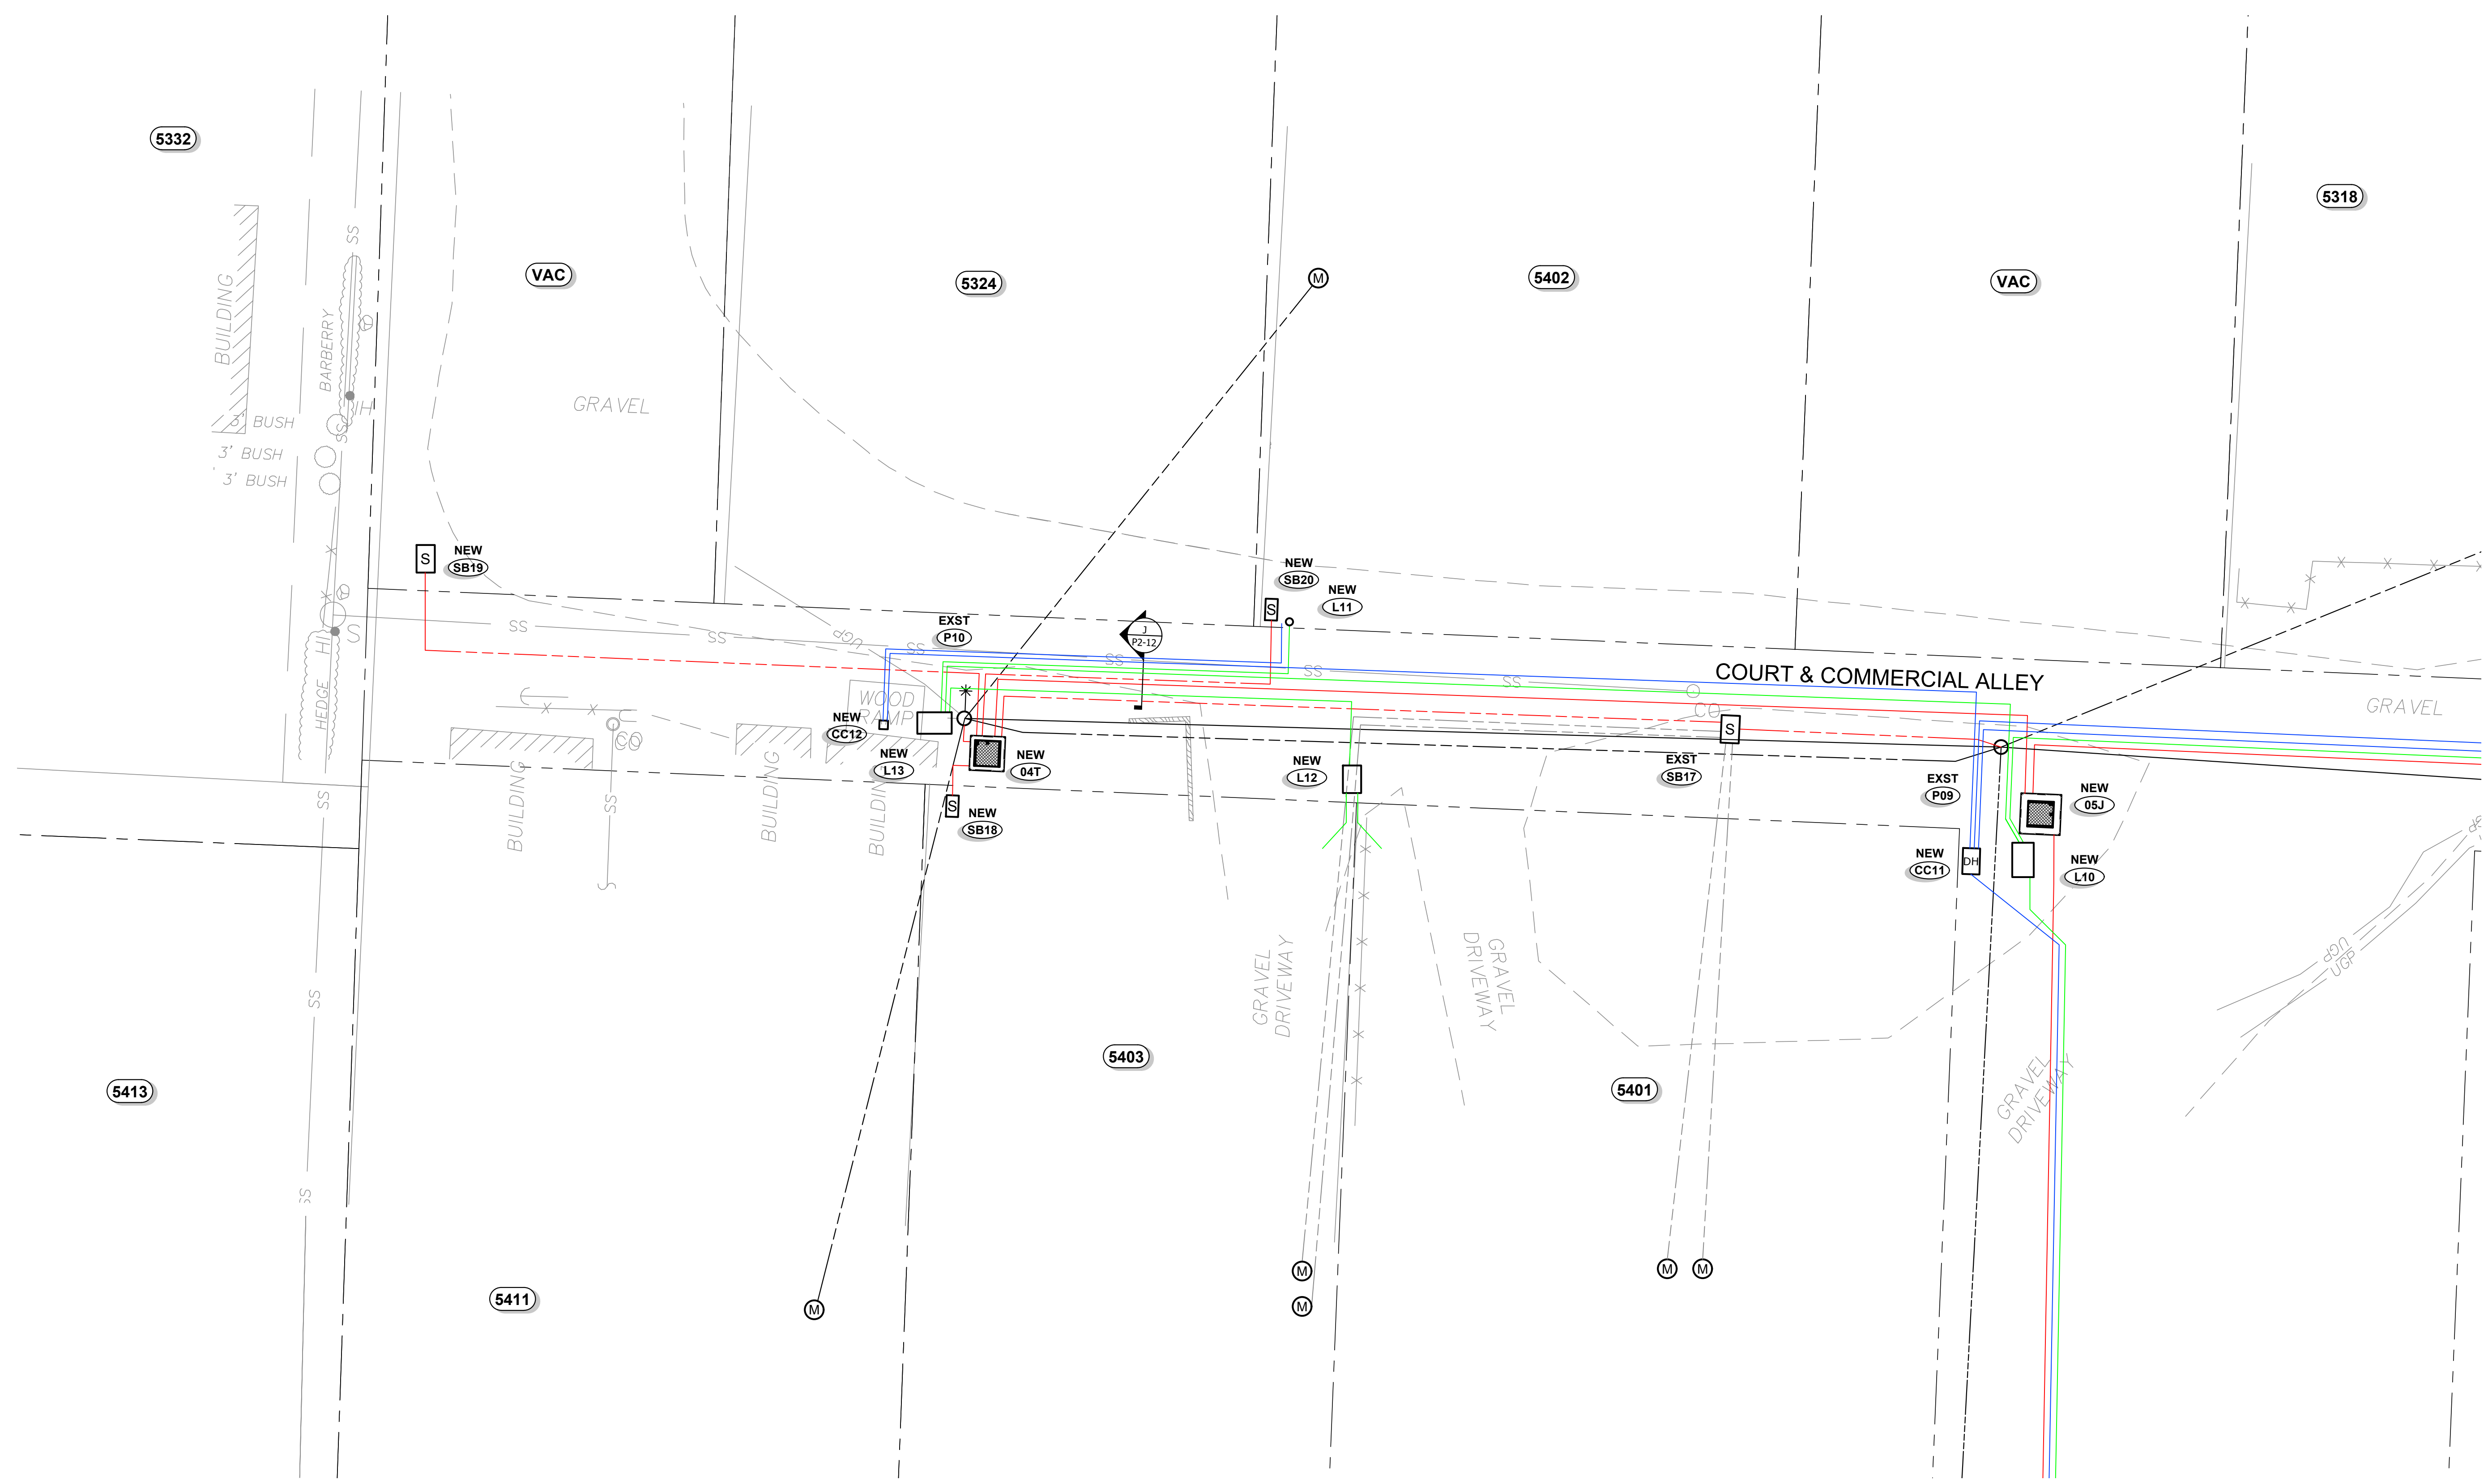 5332
5318
VAC
5324
5402
VAC
BUILDING
BARBERRY
SS
GRAVEL
IH
3' BUSH
3' BUSH
3' BUSH
SS
M
NEW
SB19
S
NEW
SB20
NEW
L11
S
S
SS
SS
SS
SS
SS
SS
UGP
EXST
P10
J
P2-12
COURT & COMMERCIAL ALLEY
GRAVEL
HEDGE
WOOD
RAMP
CO
CO
NEW
CC12
S
NEW
L13
NEW
04T
NEW
L12
EXST
SB17
EXST
P09
NEW
05J
BUILDING
BUILDING
BUILDING
SS
SS
S
NEW
SB18
NEW
CC11
DH
NEW
L10
GRAVEL
DRIVEWAY
GRAVEL
DRIVEWAY
UGP
UGP
SS
5403
5401
5413
GRAVEL
DRIVEWAY
SS
5411
M
M
M
M
M